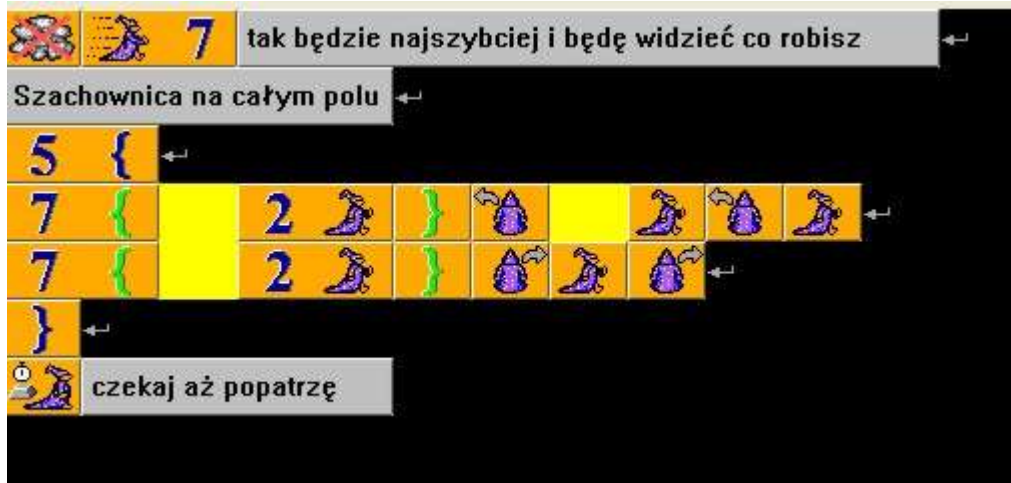 7 tak będzie najszybciej i będę widzieć co robisz
Szachownica na całym polu
5 {
7 { 2 }
7 { 2 }
}
czekaj aż popatrzę